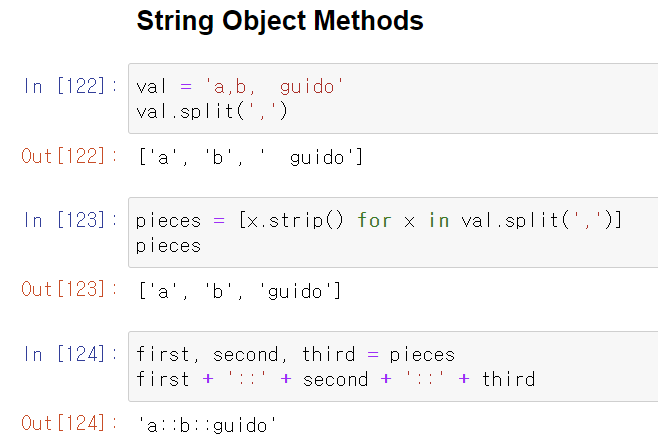 String Object Methods
In [122]: val = 'a,b,  guido'
val.split(',')
Out[122]: ['a', 'b', '  guido']
In [123]: pieces = [x.strip() for x in val.split(',')]
pieces
Out[123]: ['a', 'b', 'guido']
In [124]: first, second, third = pieces
first + '::' + second + '::' + third
Out[124]: 'a::b::guido'